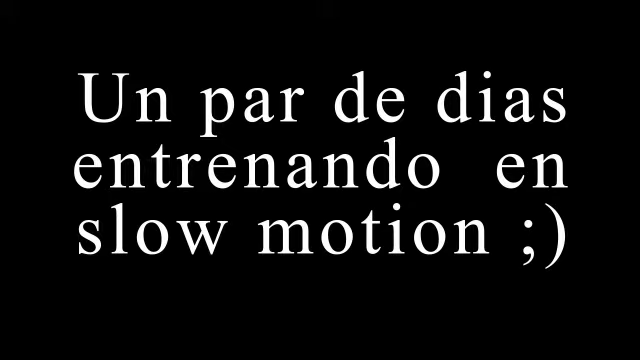 Un par de dias
entrenando en
slow motion ;)